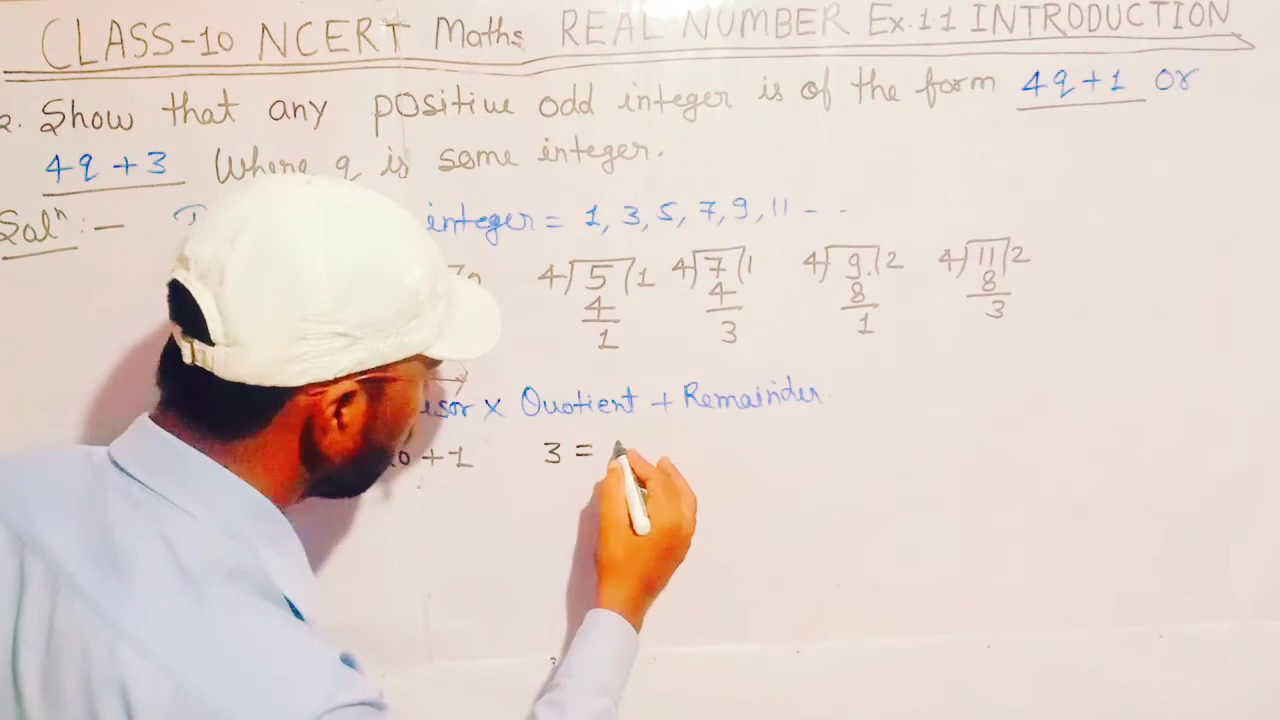 CLASS-10 NCERT Maths REAL NUMBER Ex.1.1 INTRODUCTION
2. Show that any positive odd integer is of the form 4q+1 or
4q+3 Where q is some integer.
Solⁿ:- integer = 1, 3, 5, 7, 9, 11 - -
4)5(1 4)7(1 4)9(2 4)11(2
4 4 8 8
1 3 1 3
× Quotient + Remainder
0+1 3 =